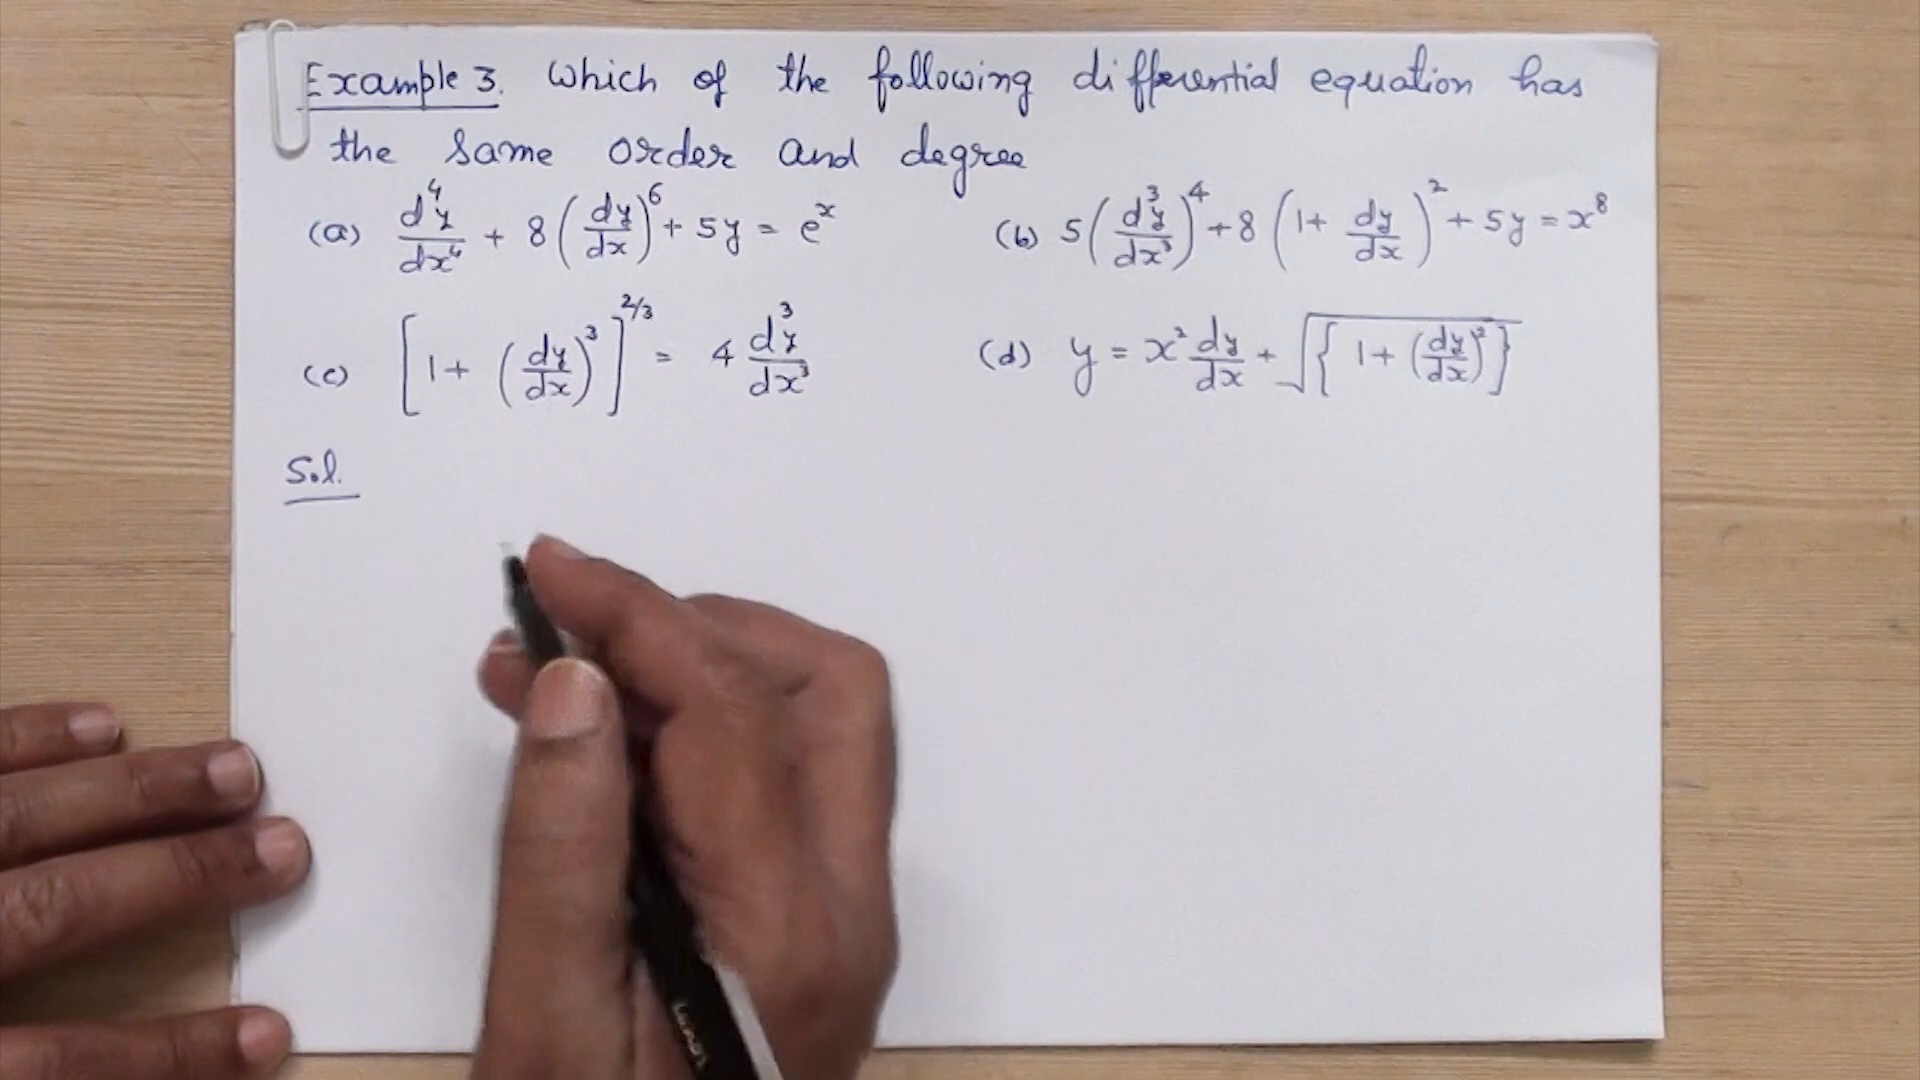 Example 3. Which of the following differential equation has
the same order and degree
(a) d⁴y/dx⁴ + 8(dy/dx)⁶ + 5y = eˣ (b) 5(d³y/dx³)⁴ + 8(1 + dy/dx)² + 5y = x⁸
(c) [1 + (dy/dx)³]^2/3 = 4 d³y/dx³ (d) y = x² dy/dx + √{1 + (dy/dx)²}
Sol.